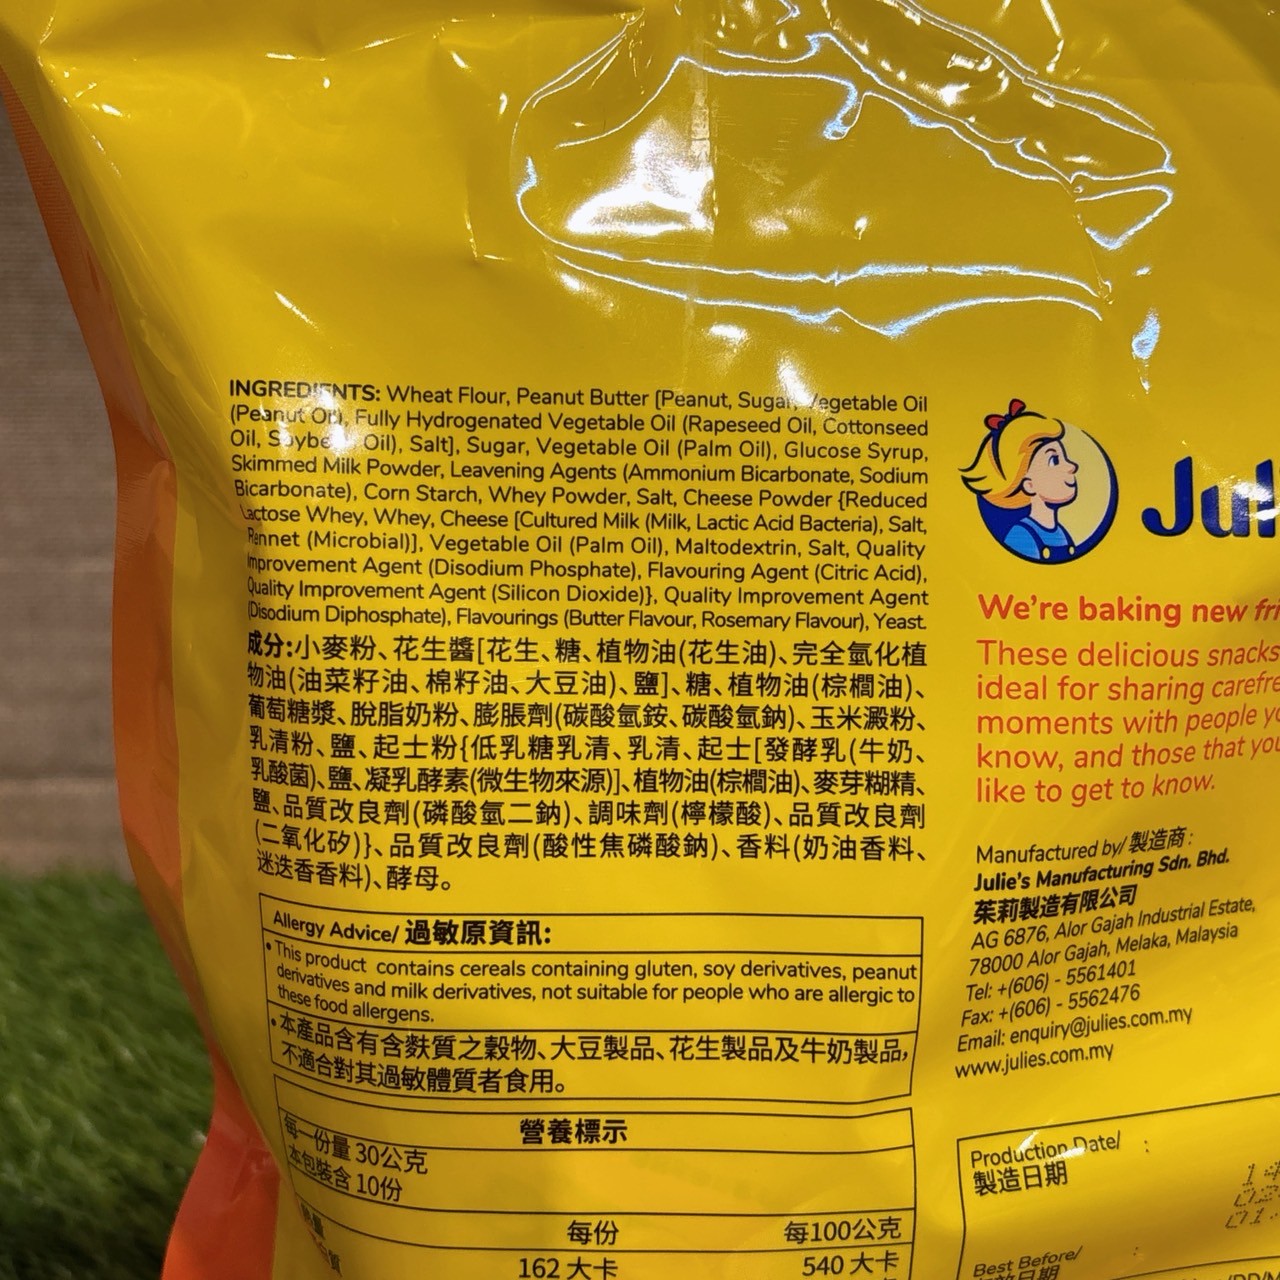 INGREDIENTS: Wheat Flour, Peanut Butter [Peanut, Sugar, Vegetable Oil
(Peanut Oil), Fully Hydrogenated Vegetable Oil (Rapeseed Oil, Cottonseed
Oil, Soybean Oil), Salt], Sugar, Vegetable Oil (Palm Oil), Glucose Syrup,
Skimmed Milk Powder, Leavening Agents (Ammonium Bicarbonate, Sodium
Bicarbonate), Corn Starch, Whey Powder, Salt, Cheese Powder {Reduced
Lactose Whey, Whey, Cheese [Cultured Milk (Milk, Lactic Acid Bacteria), Salt,
Rennet (Microbial)], Vegetable Oil (Palm Oil), Maltodextrin, Salt, Quality
Improvement Agent (Disodium Phosphate), Flavouring Agent (Citric Acid),
Quality Improvement Agent (Silicon Dioxide)}, Quality Improvement Agent
(Disodium Diphosphate), Flavourings (Butter Flavour, Rosemary Flavour), Yeast.
成分:小麥粉、花生醬[花生、糖、植物油(花生油)、完全氫化植
物油(油菜籽油、棉籽油、大豆油)、鹽]、糖、植物油(棕櫚油)、
葡萄糖漿、脫脂奶粉、膨脹劑(碳酸氫銨、碳酸氫鈉)、玉米澱粉、
乳清粉、鹽、起士粉{低乳糖乳清、乳清、起士[發酵乳(牛奶、
乳酸菌)、鹽、凝乳酵素(微生物來源)]、植物油(棕櫚油)、麥芽糊精、
鹽、品質改良劑(磷酸氫二鈉)、調味劑(檸檬酸)、品質改良劑
(二氧化矽)}、品質改良劑(酸性焦磷酸鈉)、香料(奶油香料、
迷迭香香料)、酵母。
Allergy Advice/ 過敏原資訊:
•This product contains cereals containing gluten, soy derivatives, peanut
derivatives and milk derivatives, not suitable for people who are allergic to
these food allergens.
•本產品含有含麩質之穀物、大豆製品、花生製品及牛奶製品,
不適合對其過敏體質者食用。
營養標示
每一份量 30公克
本包裝含 10份
每份 每100公克
162 大卡 540 大卡
We're baking new
These delicious snacks
ideal for sharing
moments with people
know, and those that you
like to get to know.
Manufactured by/ 製造商 :
Julie's Manufacturing Sdn. Bhd.
茱莉製造有限公司
AG 6876, Alor Gajah Industrial Estate,
78000 Alor Gajah, Melaka, Malaysia
Tel: +(606) - 5561401
Fax: +(606) - 5562476
Email: enquiry@julies.com.my
www.julies.com.my
Production Date/ :
製造日期
Best Before/ :